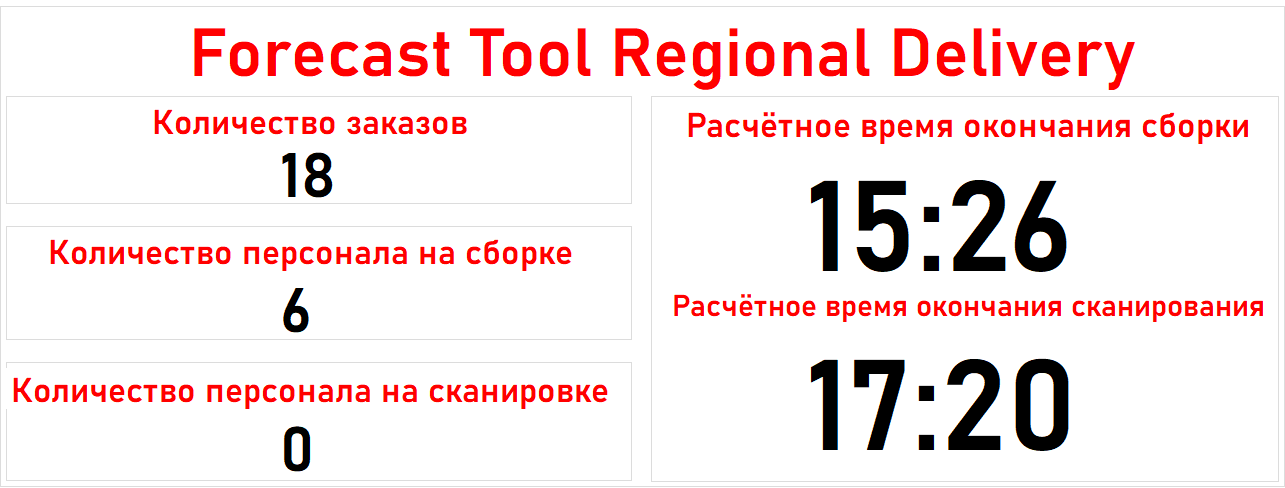 Forecast Tool Regional Delivery
Количество заказов
18
Количество персонала на сборке
6
Количество персонала на сканировке
0
Расчётное время окончания сборки
15:26
Расчётное время окончания сканирования
17:20